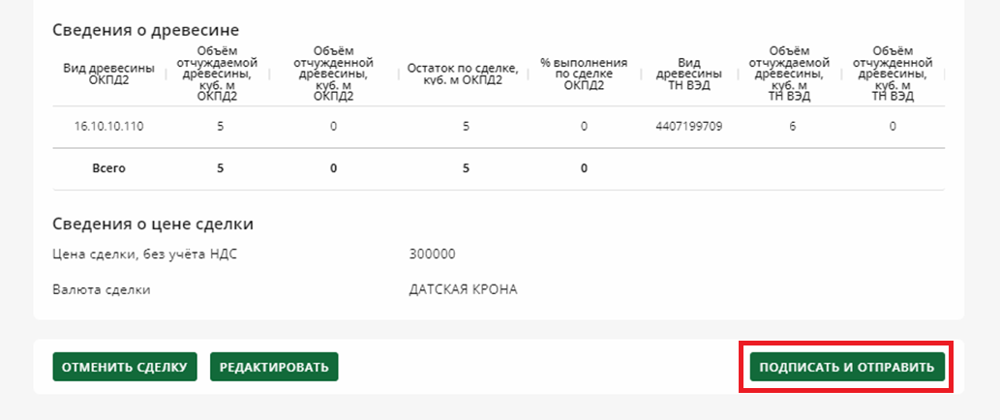 Сведения о древесине
Вид древесины ОКПД2 | Объём отчуждаемой древесины, куб. м ОКПД2 | Объём отчужденной древесины, куб. м ОКПД2 | Остаток по сделке, куб. м ОКПД2 | % выполнения по сделке ОКПД2 | Вид древесины ТН ВЭД | Объём отчуждаемой древесины, куб. м ТН ВЭД | Объём отчужденной древесины, куб. м ТН ВЭД
16.10.10.110 5 0 5 0 4407199709 6 0
Всего 5 0 5 0
Сведения о цене сделки
Цена сделки, без учёта НДС 300000
Валюта сделки ДАТСКАЯ КРОНА
ОТМЕНИТЬ СДЕЛКУ РЕДАКТИРОВАТЬ ПОДПИСАТЬ И ОТПРАВИТЬ